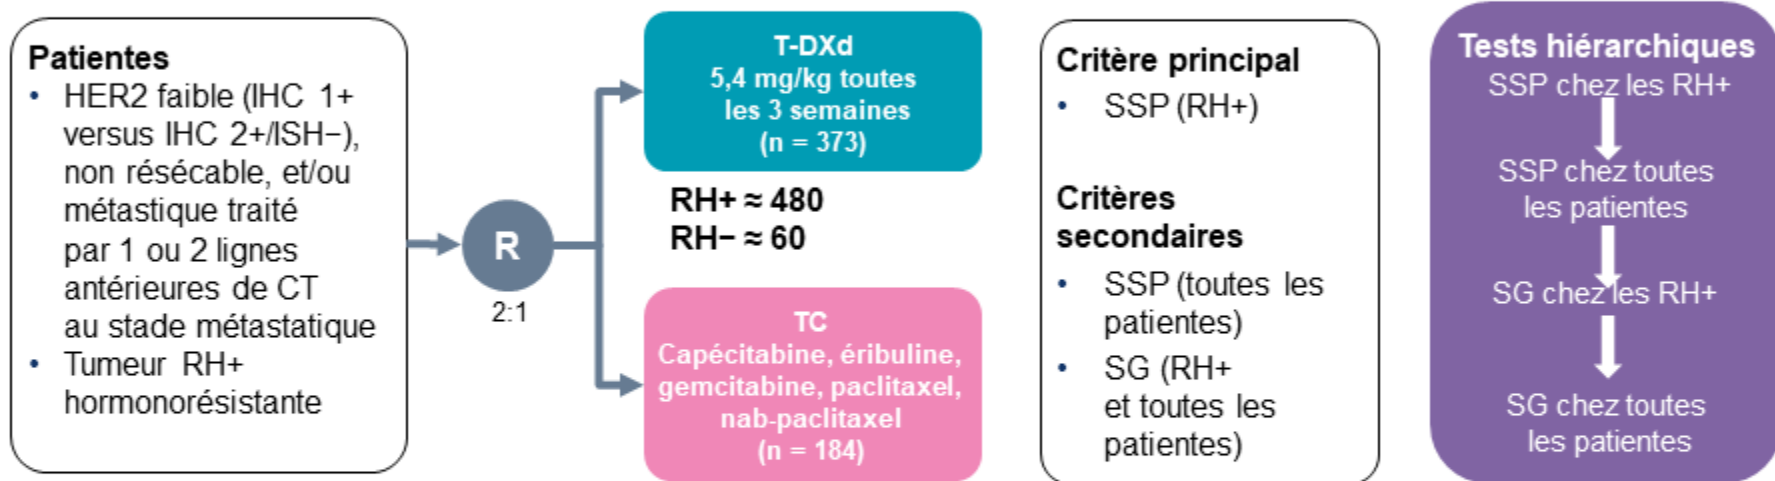 Patientes
• HER2 faible (IHC 1+
versus IHC 2+/ISH−),
non résécable, et/ou
métastique traité
par 1 ou 2 lignes
antérieures de CT
au stade métastatique
• Tumeur RH+
hormonorésistante
R
2:1
T-DXd
5,4 mg/kg toutes
les 3 semaines
(n = 373)
RH+ ≈ 480
RH− ≈ 60
TC
Capécitabine, éribuline,
gemcitabine, paclitaxel,
nab-paclitaxel
(n = 184)
Critère principal
• SSP (RH+)
Critères
secondaires
• SSP (toutes les
patientes)
• SG (RH+
et toutes les
patientes)
Tests hiérarchiques
SSP chez les RH+
SSP chez toutes
les patientes
SG chez les RH+
SG chez toutes
les patientes